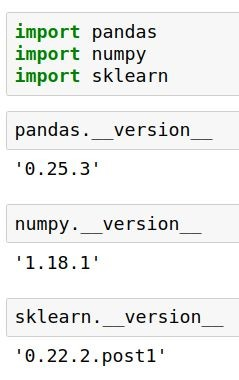 import pandas
import numpy
import sklearn
pandas.__version__
'0.25.3'
numpy.__version__
'1.18.1'
sklearn.__version__
'0.22.2.post1'